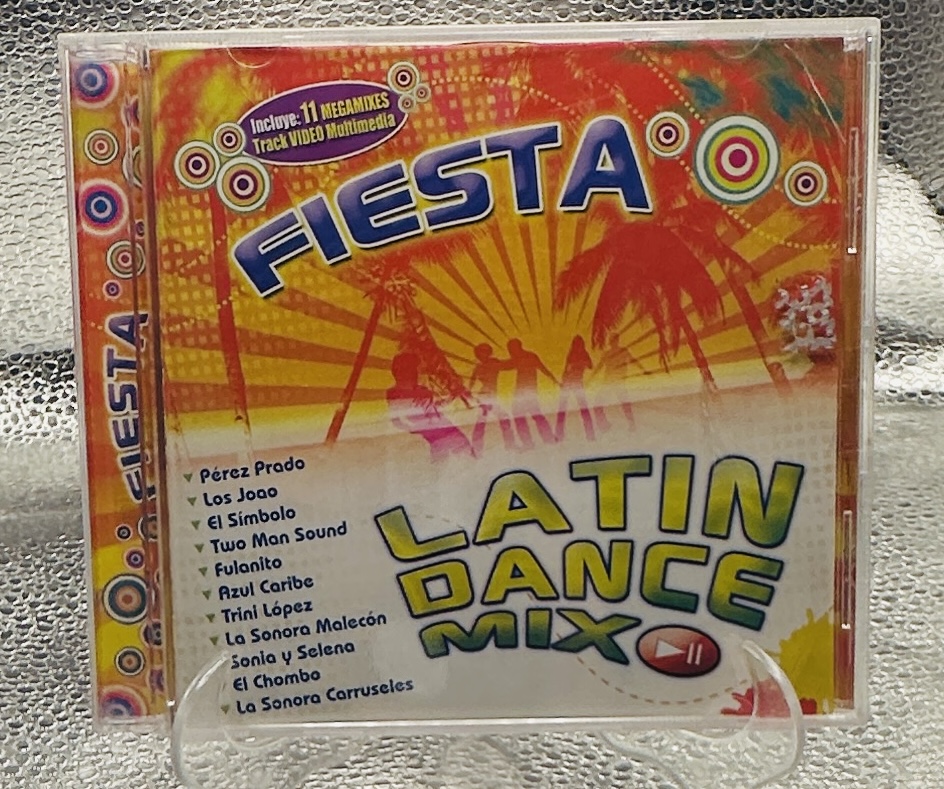 Incluye: 11 MEGAMIXES
Track VIDEO Multimedia
FIESTA
FIESTA
Pérez Prado
Los Joao
El Símbolo
Two Man Sound
Fulanito
Azul Caribe
Trini López
La Sonora Malecón
Sonia y Selena
El Chombo
La Sonora Carruseles
LATIN
DANCE
MIX